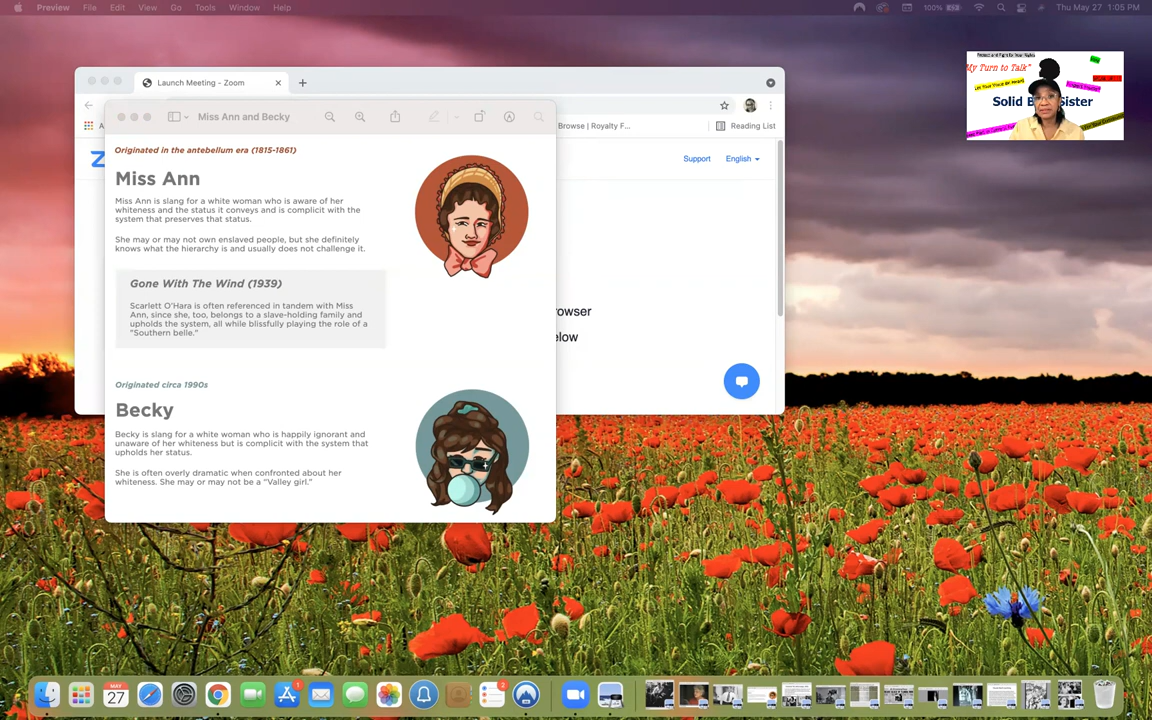 Preview File Edit View Go Tools Window Help
100%
Thu May 27 1:05 PM
Launch Meeting - Zoom
Miss Ann and Becky
Browse | Royalty F...
Reading List
Support
English
rowser
elow
Originated in the antebellum era (1815-1861)
Miss Ann
Miss Ann is slang for a white woman who is aware of her
whiteness and the status it conveys and is complicit with the
system that preserves that status.
She may or may not own enslaved people, but she definitely
knows what the hierarchy is and usually does not challenge it.
Gone With The Wind (1939)
Scarlett O'Hara is often referenced in tandem with Miss
Ann, since she, too, belongs to a slave-holding family and
upholds the system, all while blissfully playing the role of a
"Southern belle."
Originated circa 1990s
Becky
Becky is slang for a white woman who is happily ignorant and
unaware of her whiteness but is complicit with the system that
upholds her status.
She is often overly dramatic when confronted about her
whiteness. She may or may not be a "Valley girl."
My Turn to Talk"
Solid B Sister
MAY
27
1
2